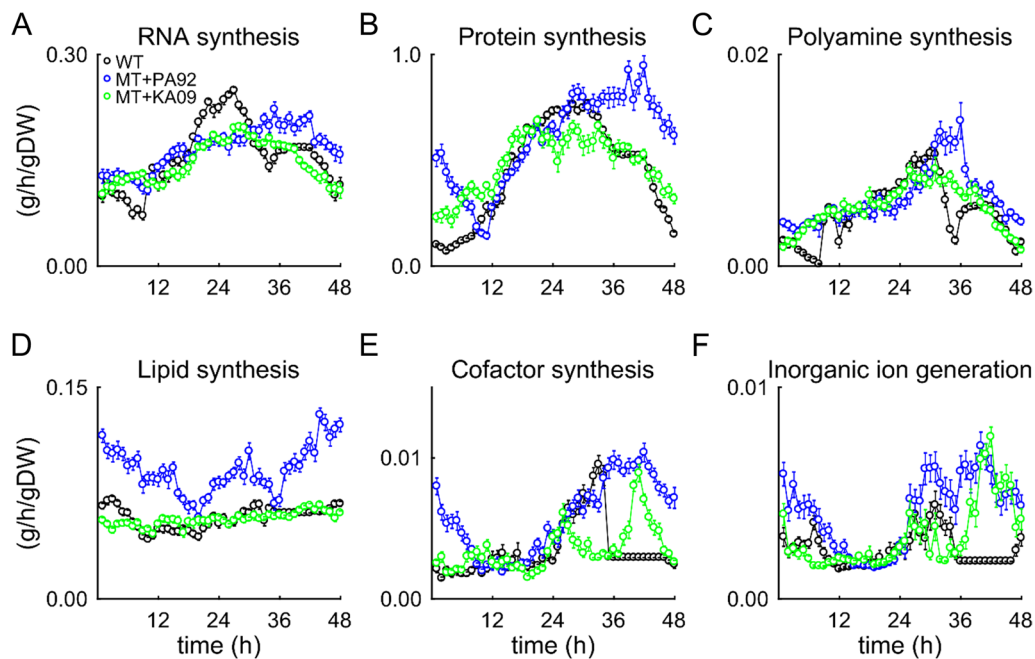 A
RNA synthesis
B
Protein synthesis
C
Polyamine synthesis
0.30
WT
MT+PA92
MT+KA09
1.0
0.02
(g/h/gDW)
0.00
0.0
0.00
12 24 36 48
12 24 36 48
12 24 36 48
D
Lipid synthesis
E
Cofactor synthesis
F
Inorganic ion generation
0.15
0.01
0.01
(g/h/gDW)
0.00
0.00
0.00
12 24 36 48
12 24 36 48
12 24 36 48
time (h)
time (h)
time (h)